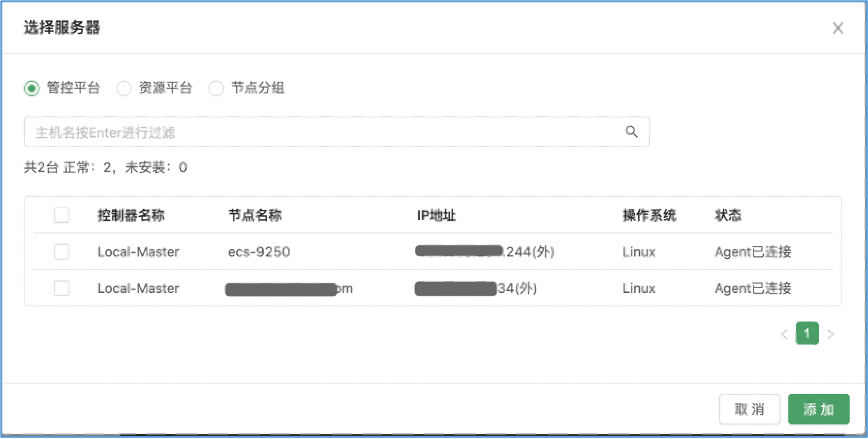 选择服务器
管控平台 资源平台 节点分组
主机名按Enter进行过滤
共2台 正常：2，未安装：0
控制器名称 节点名称 IP地址 操作系统 状态
Local-Master ecs-9250 .244(外) Linux Agent已连接
Local-Master om 34(外) Linux Agent已连接
1
取消 添加